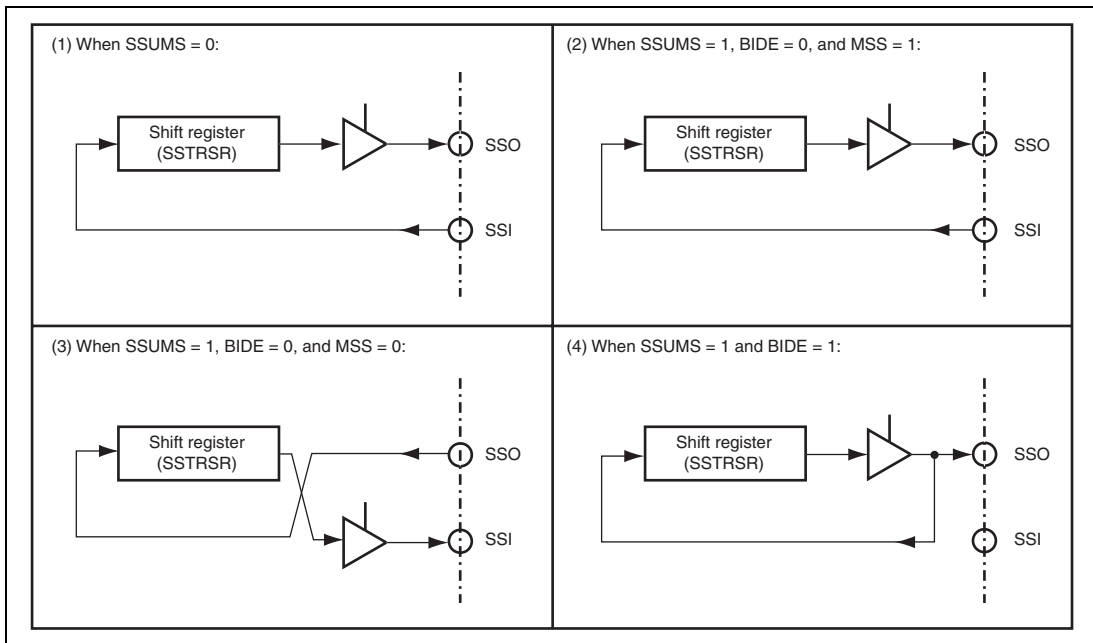 (1) When SSUMS = 0:
Shift register
(SSTRSR)
SSO
SSI
(2) When SSUMS = 1, BIDE = 0, and MSS = 1:
Shift register
(SSTRSR)
SSO
SSI
(3) When SSUMS = 1, BIDE = 0, and MSS = 0:
Shift register
(SSTRSR)
SSO
SSI
(4) When SSUMS = 1 and BIDE = 1:
Shift register
(SSTRSR)
SSO
SSI